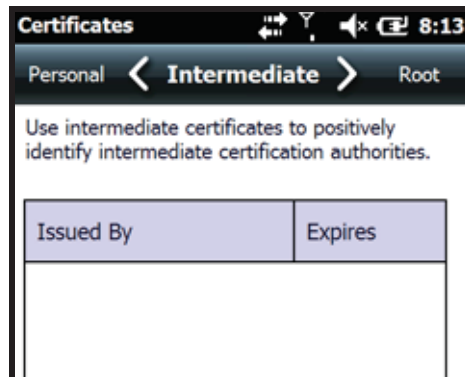 Certificates 8:13
Personal Intermediate Root
Use intermediate certificates to positively
identify intermediate certification authorities.
Issued By Expires